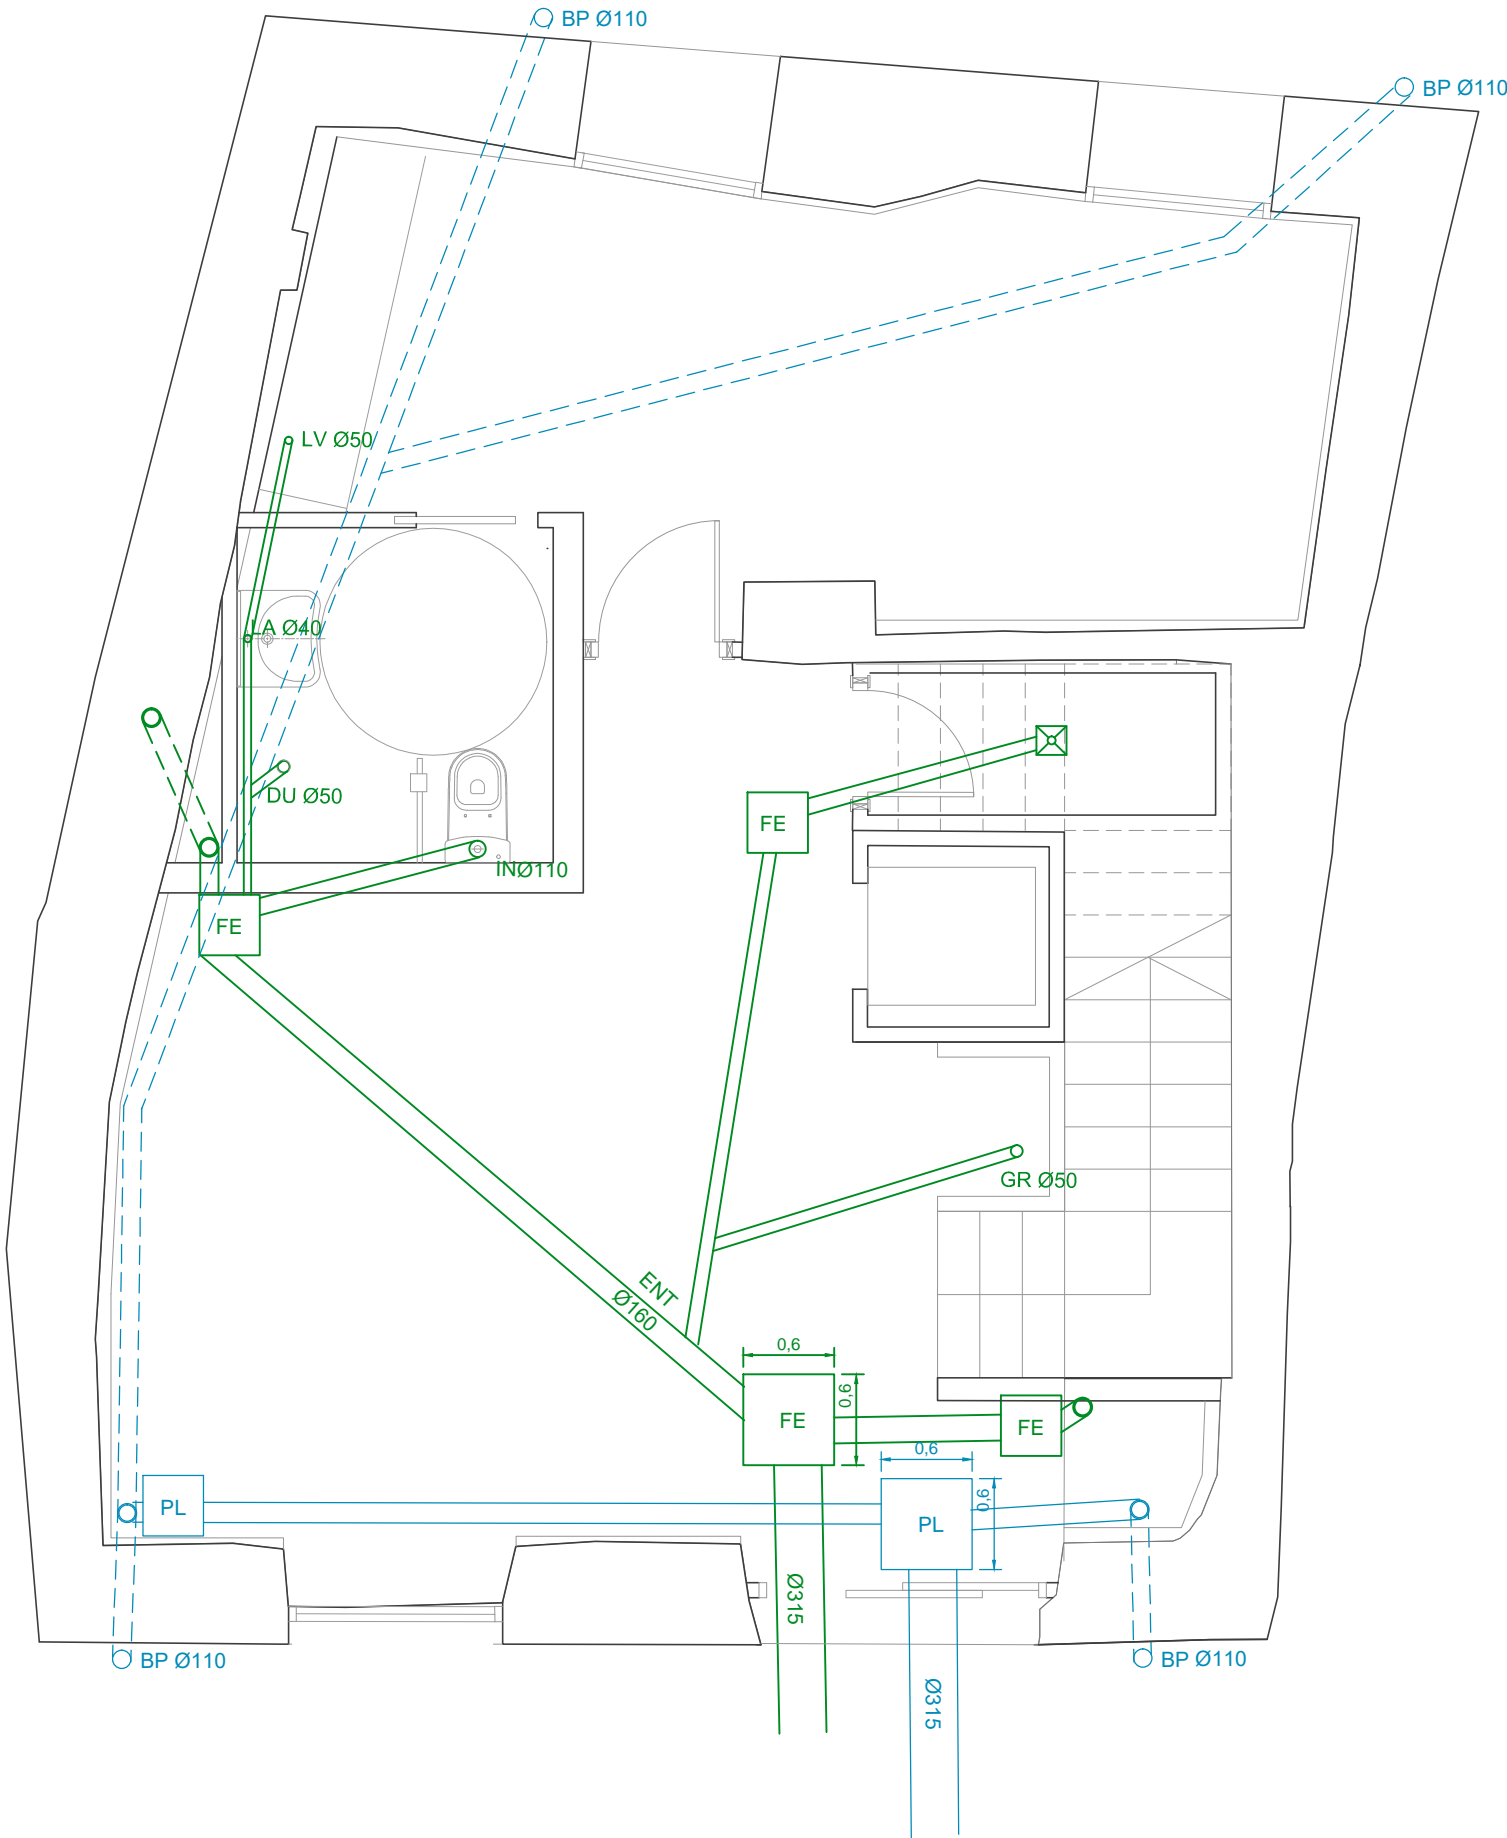 BP Ø110
BP Ø110
LV Ø50
LA Ø40
DU Ø50
INØ110
FE
FE
GR Ø50
ENT
Ø160
0,6
0,6
FE
FE
0,6
0,6
PL
PL
Ø315
BP Ø110
BP Ø110
Ø315